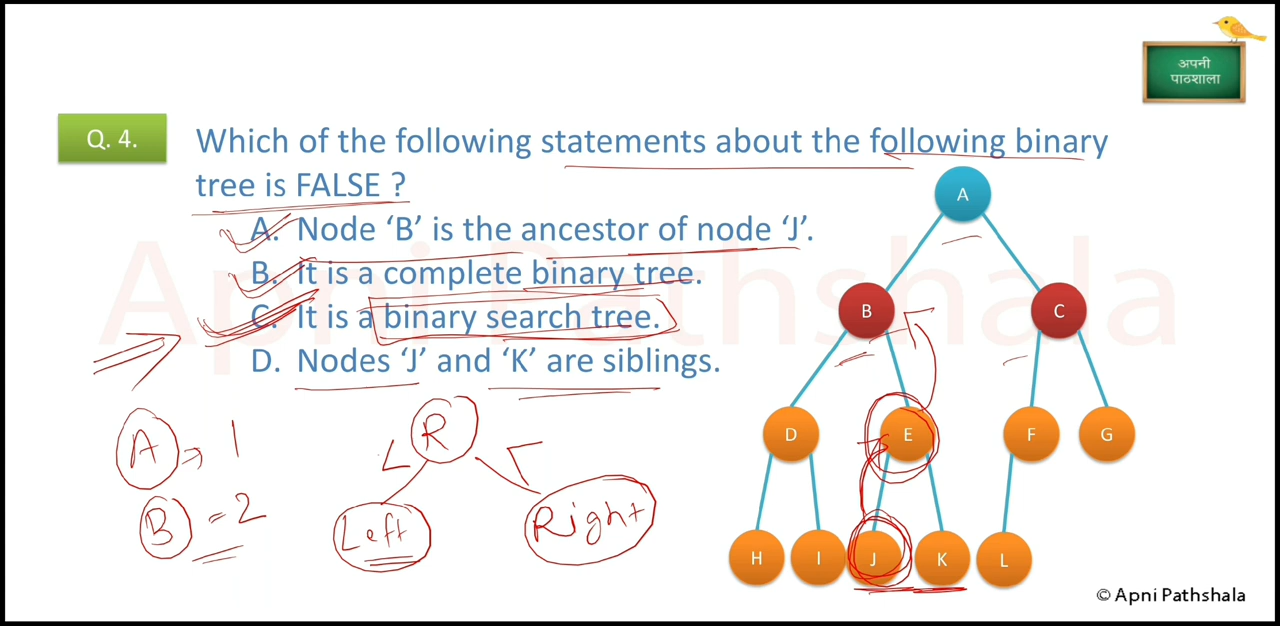 अपनी
पाठशाला
Q. 4.
Which of the following statements about the following binary
tree is FALSE ?
A. Node ‘B’ is the ancestor of node ‘J’.
B. It is a complete binary tree.
C. It is a binary search tree.
D. Nodes ‘J’ and ‘K’ are siblings.
Apni Pathshala
A
B
C
D
E
F
G
H
I
J
K
L
A → 1
B = 2
R
Left
Right
© Apni Pathshala